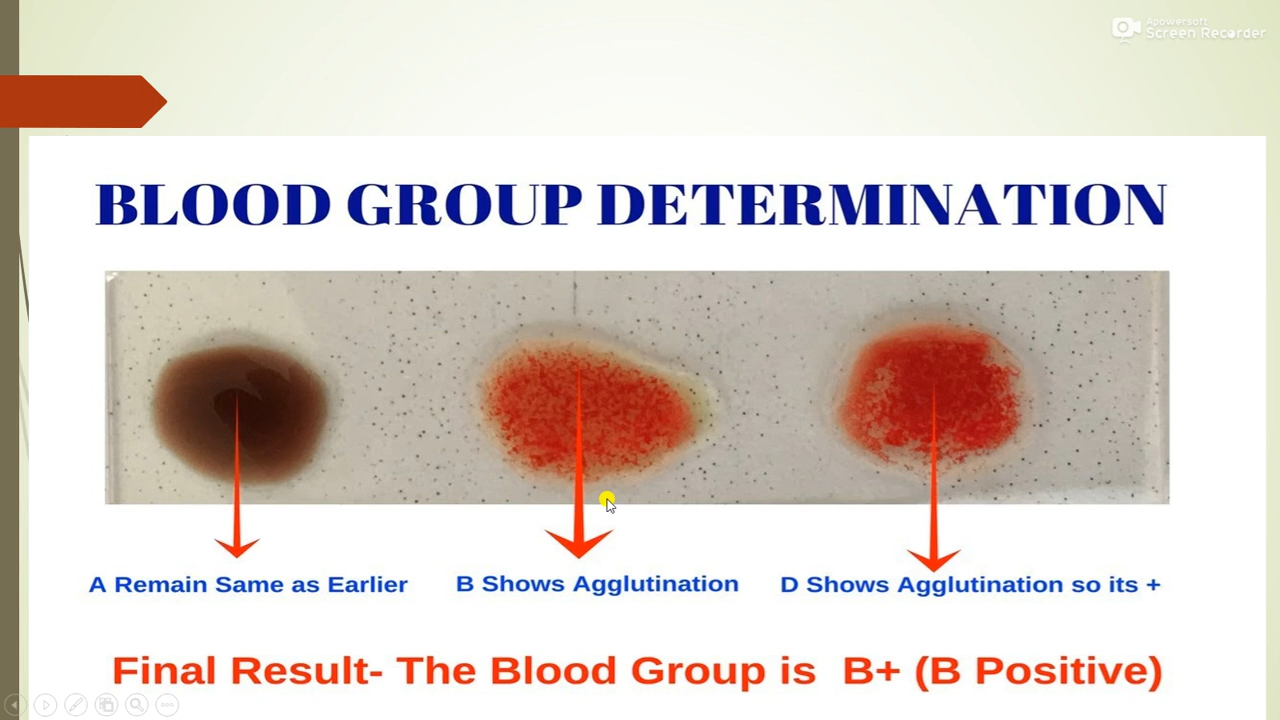 Apowersoft
Screen Recorder
BLOOD GROUP DETERMINATION
A Remain Same as Earlier
B Shows Agglutination
D Shows Agglutination so its +
Final Result- The Blood Group is B+ (B Positive)